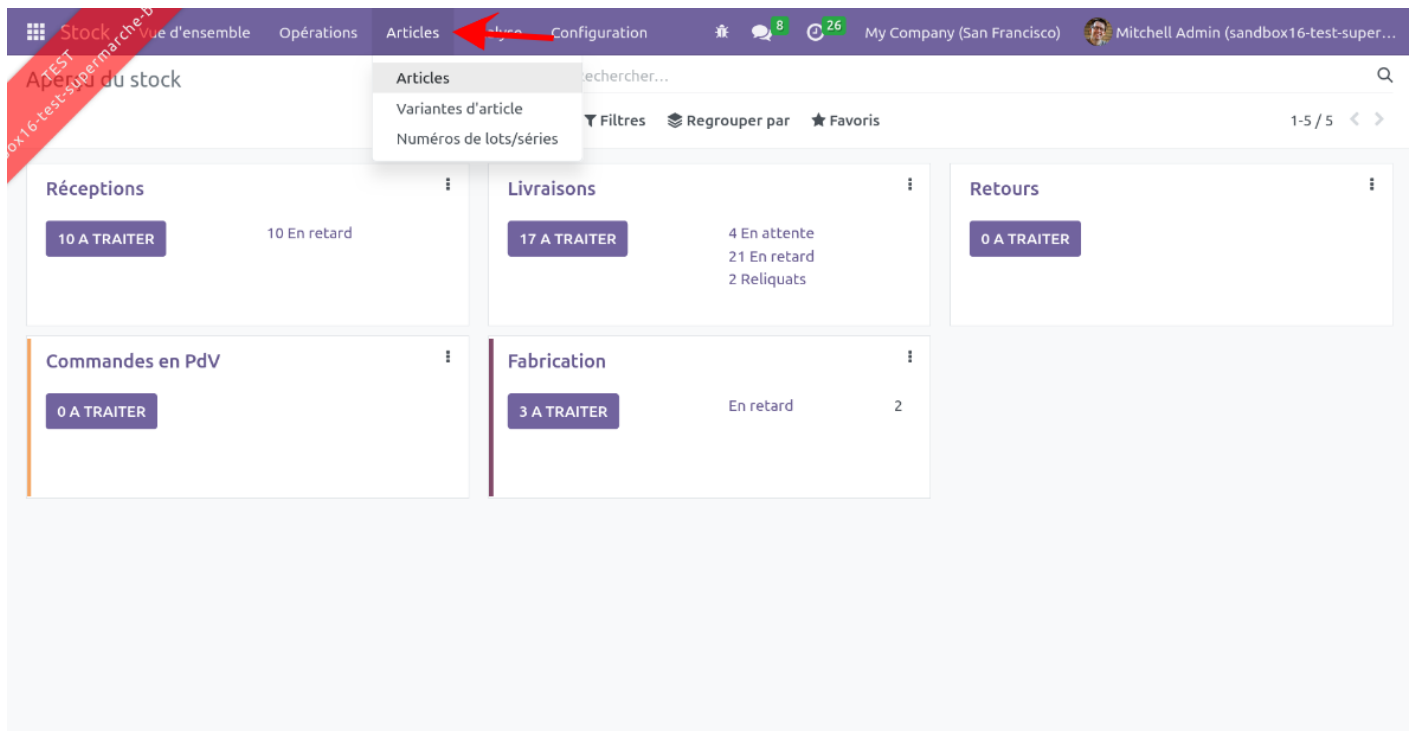 Stock
Vue d'ensemble
Opérations
Articles
Configuration
8
26
My Company (San Francisco)
Mitchell Admin (sandbox16-test-super...
TEST
Aperçu du stock
Articles
Variantes d'article
Numéros de lots/séries
Filtres
Regrouper par
Favoris
1-5 / 5
Réceptions
10 A TRAITER
10 En retard
Livraisons
17 A TRAITER
4 En attente
21 En retard
2 Reliquats
Retours
0 A TRAITER
Commandes en PdV
0 A TRAITER
Fabrication
3 A TRAITER
En retard
2